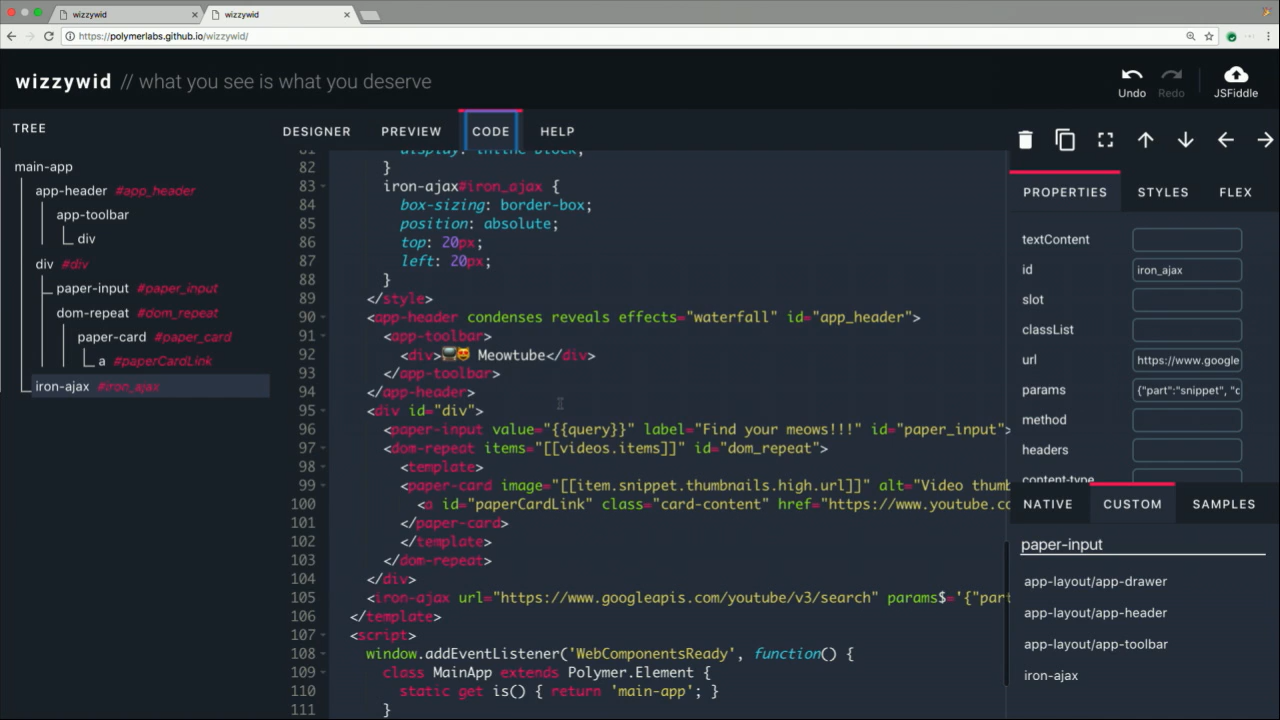 wizzywid
wizzywid
https://polymerlabs.github.io/wizzywid/
wizzywid // what you see is what you deserve
Undo
Redo
JSFiddle
TREE
main-app
app-header #app_header
app-toolbar
div
div #div
paper-input #paper_input
dom-repeat #dom_repeat
paper-card #paper_card
a #paperCardLink
iron-ajax #iron_ajax
DESIGNER PREVIEW CODE HELP
81 display: inline-block;
82 }
83 iron-ajax#iron_ajax {
84 box-sizing: border-box;
85 position: absolute;
86 top: 20px;
87 left: 20px;
88 }
89 </style>
90 <app-header condenses reveals effects="waterfall" id="app_header">
91 <app-toolbar>
92 <div>📺😻 Meowtube</div>
93 </app-toolbar>
94 </app-header>
95 <div id="div">
96 <paper-input value="{{query}}" label="Find your meows!!!" id="paper_input">
97 <dom-repeat items="[[videos.items]]" id="dom_repeat">
98 <template>
99 <paper-card image="[[item.snippet.thumbnails.high.url]]" alt="Video thumb
100 <a id="paperCardLink" class="card-content" href="https://www.youtube.co
101 </paper-card>
102 </template>
103 </dom-repeat>
104 </div>
105 <iron-ajax url="https://www.googleapis.com/youtube/v3/search" params$='{"part
106 </template>
107 <script>
108 window.addEventListener('WebComponentsReady', function() {
109 class MainApp extends Polymer.Element {
110 static get is() { return 'main-app'; }
111 }
PROPERTIES STYLES FLEX
textContent
id iron_ajax
slot
classList
url https://www.google
params {"part":"snippet", "q
method
headers
content-type
NATIVE CUSTOM SAMPLES
paper-input
app-layout/app-drawer
app-layout/app-header
app-layout/app-toolbar
iron-ajax